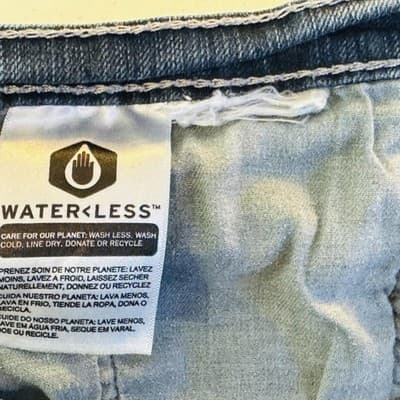 WATER<LESS™
CARE FOR OUR PLANET: WASH LESS, WASH
COLD, LINE DRY, DONATE OR RECYCLE
PRENEZ SOIN DE NOTRE PLANETE: LAVEZ
MOINS, LAVEZ A FROID, LAISSEZ SECHER
NATURELLEMENT, DONNEZ OU RECYCLEZ
CUIDA NUESTRO PLANETA: LAVA MENOS,
LAVA EN FRIO, TIENDE LA ROPA, DONA O
RECICLA.
CUIDE DO NOSSO PLANETA: LAVE MENOS,
LAVE EM ÁGUA FRIA, SEQUE EM VARAL.
DOE OU RECICLE.